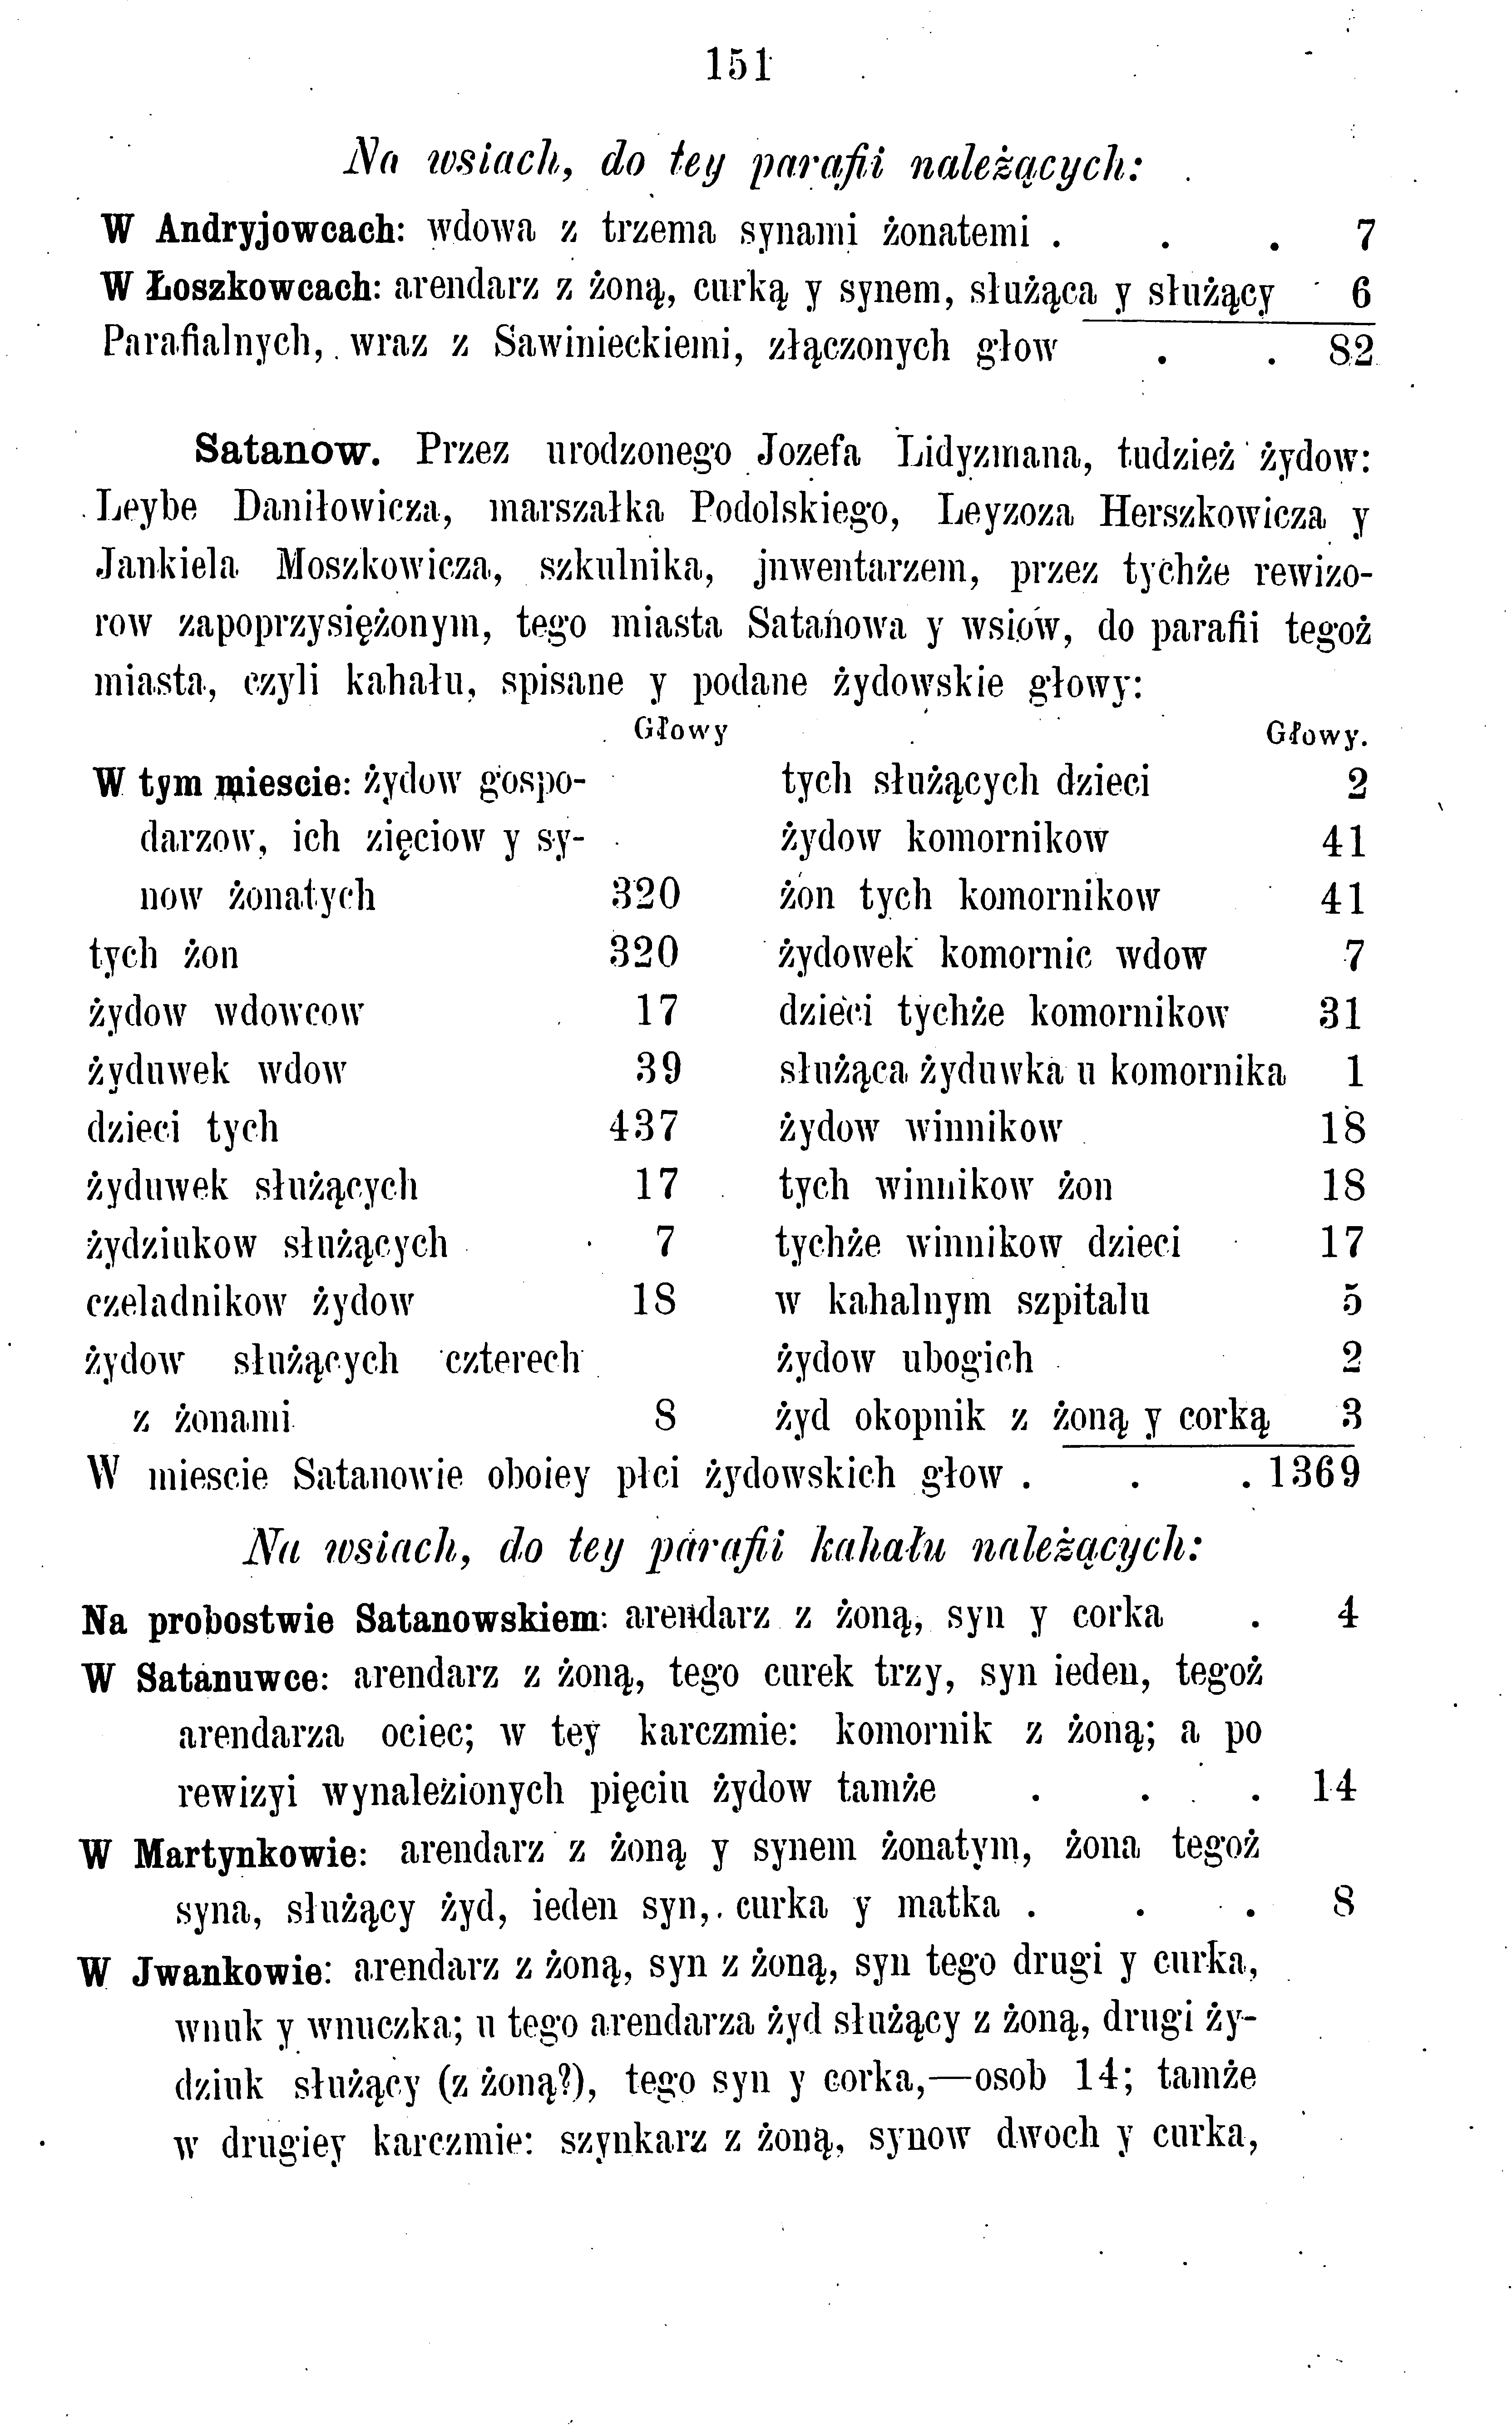 151
Na wsiach, do tey parafii należących:
W Andryjowcach: wdowa z trzema synami żonatemi . . . 7
W Łoszkowcach: arendarz z żoną, curką y synem, służąca y służący 6
Parafialnych, wraz z Sawinieckiemi, złączonych głow . . 82
Satanow. Przez urodzonego Jozefa Lidyzmana, tudzież żydow:
Leybe Daniłowicza, marszałka Podolskiego, Leyzoza Herszkowicza y
Jankiela Moszkowicza, szkulnika, jnwentarzem, przez tychże rewizo-
row zapoprzysiężonym, tego miasta Satanowa y wsiow, do parafii tegoż
miasta, czyli kahału, spisane y podane żydowskie głowy:
Głowy
W tym miescie: żydow gospo-
darzow, ich zięciow y sy-
now żonatych 320
tych żon 320
żydow wdowcow 17
żyduwek wdow 39
dzieci tych 437
żyduwek służących 17
żydziukow służących 7
czeladnikow żydow 18
żydow służących czterech
z żonami 8
Głowy.
tych służących dzieci 2
żydow komornikow 41
żon tych komornikow 41
żydowek komornic wdow 7
dzieci tychże komornikow 31
służąca żyduwka u komornika 1
żydow winnikow 18
tych winnikow żon 18
tychże winnikow dzieci 17
w kahalnym szpitalu 5
żydow ubogich 2
żyd okopnik z żoną y corką 3
W miescie Satanowie oboiey płci żydowskich głow . . . 1369
Na wsiach, do tey parafii kahału należących:
Na probostwie Satanowskiem: arendarz z żoną, syn y corka . 4
W Satanuwce: arendarz z żoną, tego curek trzy, syn ieden, tegoż
arendarza ociec; w tey karczmie: komornik z żoną; a po
rewizyi wynależionych pięciu żydow tamże . . . 14
W Martynkowie: arendarz z żoną y synem żonatym, żona tegoż
syna, służący żyd, ieden syn, curka y matka . . . 8
W Jwankowie: arendarz z żoną, syn z żoną, syn tego drugi y curka,
wnuk y wnuczka; u tego arendarza żyd służący z żoną, drugi ży-
dziuk służący (z żoną?), tego syn y corka,—osob 14; tamże
w drugiey karczmie: szynkarz z żoną, synow dwoch y curka,